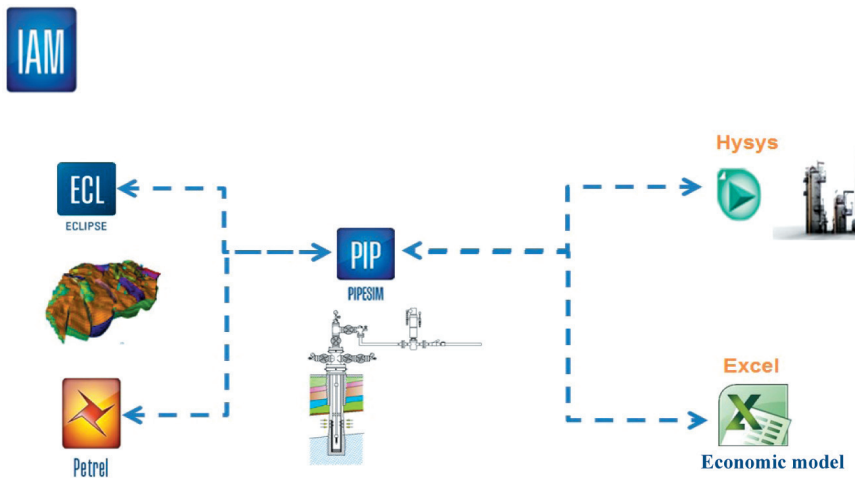 IAM
Hysys
ECL
ECLIPSE
PIP
PIPESIM
Excel
X
Petrel
Economic model